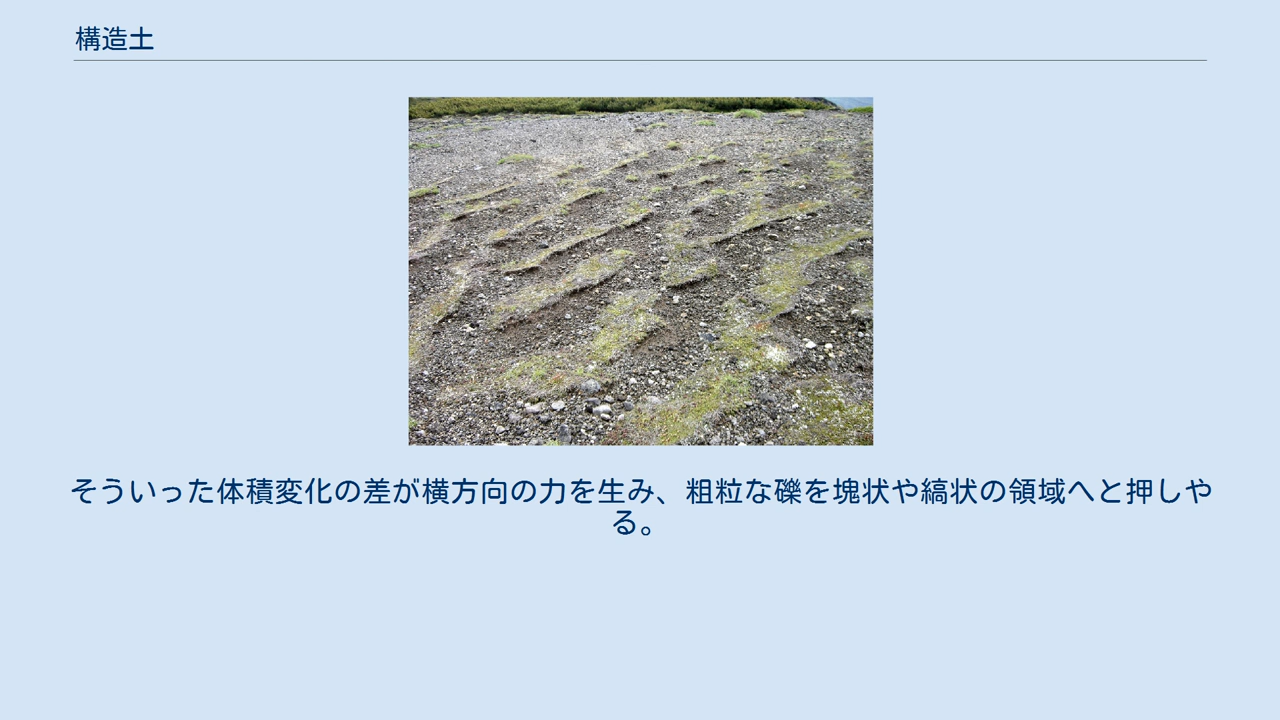 構造土
そういった体積変化の差が横方向の力を生み、粗粒な礫を塊状や縞状の領域へと押しや
る。